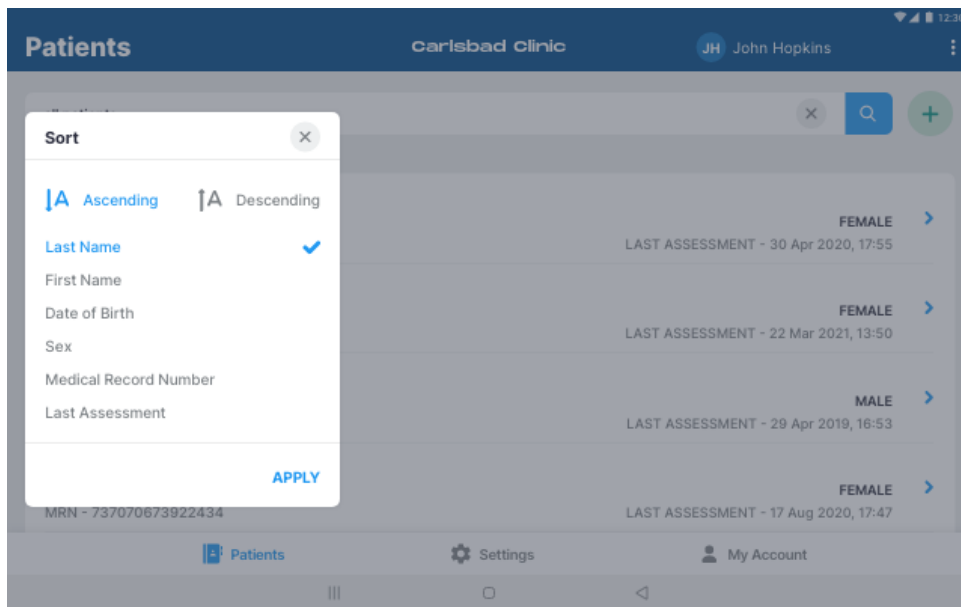 12:30
Patients
Carlsbad Clinic
JH John Hopkins
Sort
A Ascending
A Descending
Last Name
First Name
Date of Birth
Sex
Medical Record Number
Last Assessment
APPLY
FEMALE
LAST ASSESSMENT - 30 Apr 2020, 17:55
FEMALE
LAST ASSESSMENT - 22 Mar 2021, 13:50
MALE
LAST ASSESSMENT - 29 Apr 2019, 16:53
FEMALE
MRN - 737070673922434
LAST ASSESSMENT - 17 Aug 2020, 17:47
Patients
Settings
My Account